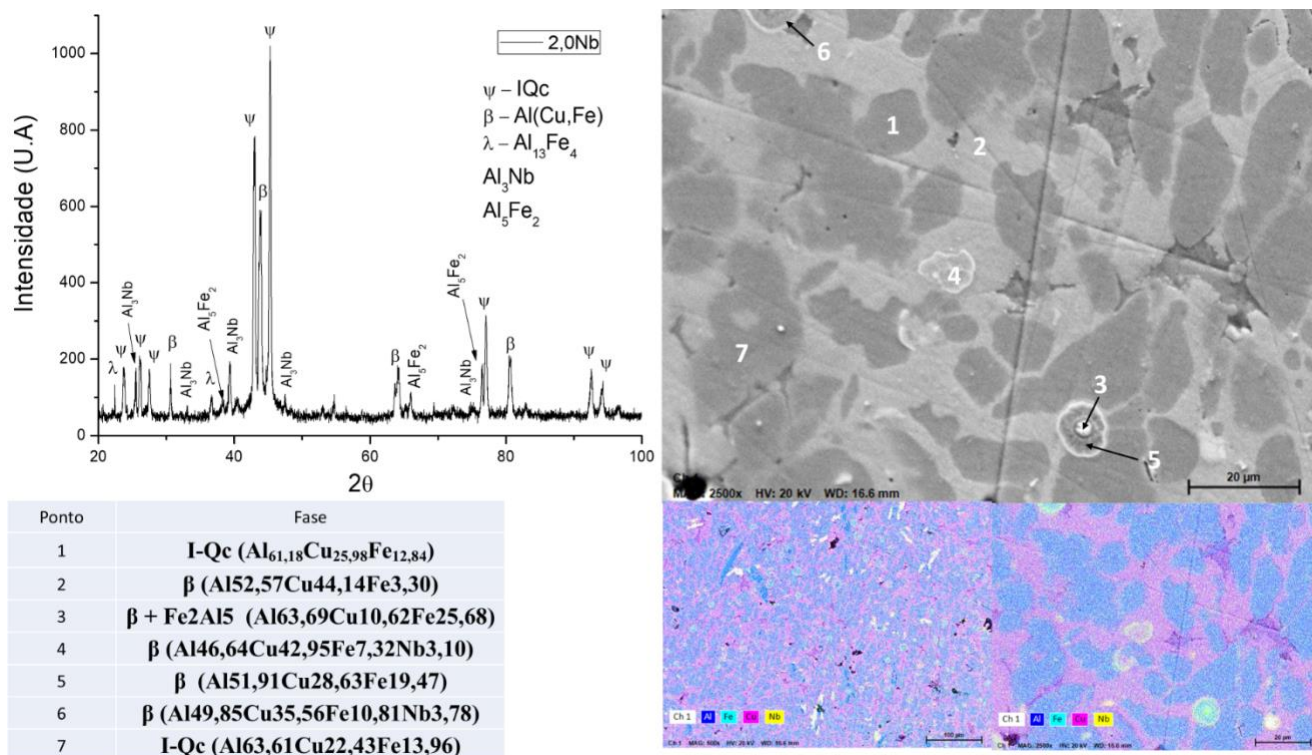 1000
800
600
400
200
0
Intensidade (U.A)
20
40
60
80
100
2θ
2,0Nb
ψ – IQc
β – Al(Cu,Fe)
λ – Al₁₃Fe₄
Al₃Nb
Al₅Fe₂
λ
ψ
Al₃Nb
ψ
ψ
β
Al₃Nb
λ
Al₅Fe₂
Al₃Nb
ψ
β
ψ
Al₃Nb
β
Al₅Fe₂
Al₃Nb
Al₅Fe₂
ψ
β
ψ
ψ
6
1
2
4
7
3
5
2500x HV: 20 kV WD: 16.6 mm
20 µm
Ponto Fase
1 I-Qc (Al₆₁,₁₈Cu₂₅,₉₈Fe₁₂,₈₄)
2 β (Al52,57Cu44,14Fe3,30)
3 β + Fe2Al5 (Al63,69Cu10,62Fe25,68)
4 β (Al46,64Cu42,95Fe7,32Nb3,10)
5 β (Al51,91Cu28,63Fe19,47)
6 β (Al49,85Cu35,56Fe10,81Nb3,78)
7 I-Qc (Al63,61Cu22,43Fe13,96)
Ch 1 Al Fe Cu Nb
100 µm
Ch 1 Al Fe Cu Nb
20 µm